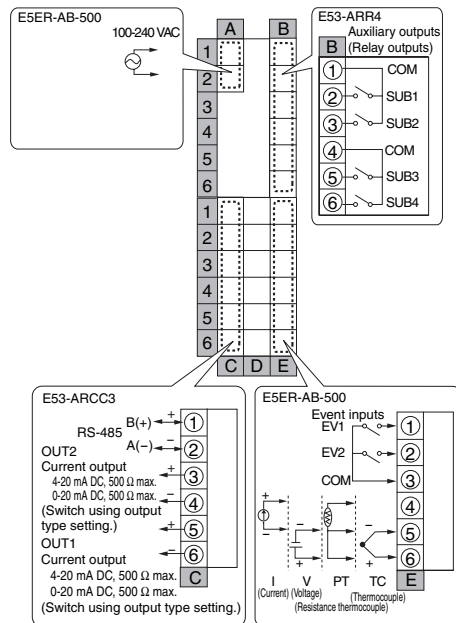 E5ER-AB-500
100-240 VAC
A
B
1
2
3
4
5
6
1
2
3
4
5
6
C D E
E53-ARR4
Auxiliary outputs
(Relay outputs)
B
1 COM
2 SUB1
3 SUB2
4 COM
5 SUB3
6 SUB4
E53-ARCC3
RS-485
B(+) + 1
A(−) − 2
OUT2
Current output
4-20 mA DC, 500 Ω max.
0-20 mA DC, 500 Ω max.
(Switch using output
type setting.)
+ 3
− 4
OUT1
Current output
4-20 mA DC, 500 Ω max.
0-20 mA DC, 500 Ω max.
(Switch using output type setting.)
+ 5
− 6
C
E5ER-AB-500
Event inputs
EV1 1
EV2 2
COM 3
4
5
6
+ − − + − +
I V PT TC
(Current) (Voltage) (Thermocouple)
(Resistance thermocouple)
E